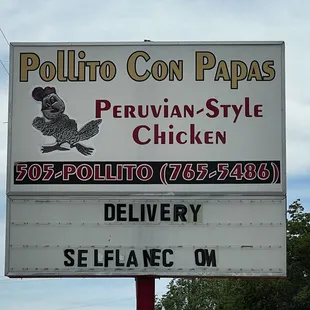 Pollito Con Papas
Peruvian-Style
Chicken
505-POLLITO (765-5486)
DELIVERY
SELFLANEC OM